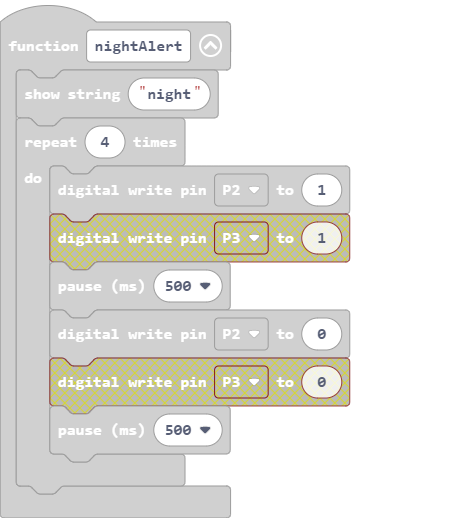 function nightAlert
show string "night"
repeat 4 times
do
digital write pin P2 to 1
digital write pin P3 to 1
pause (ms) 500
digital write pin P2 to 0
digital write pin P3 to 0
pause (ms) 500